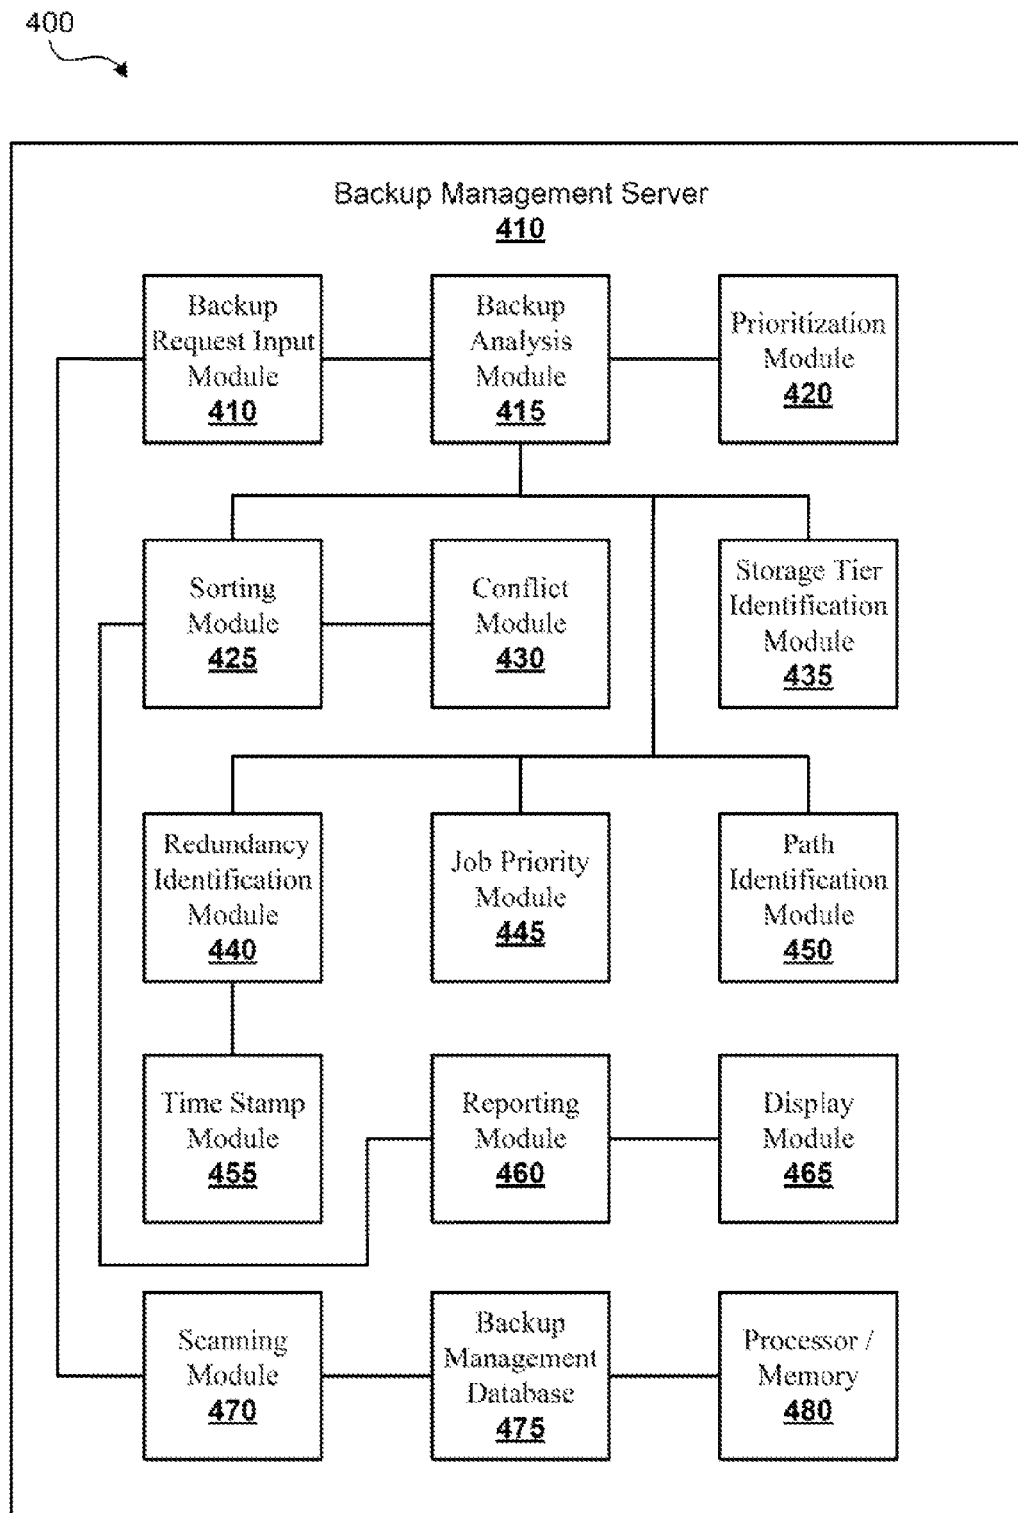 400
Backup Management Server
410
Backup
Request Input
Module
410
Backup
Analysis
Module
415
Prioritization
Module
420
Sorting
Module
425
Conflict
Module
430
Storage Tier
Identification
Module
435
Redundancy
Identification
Module
440
Job Priority
Module
445
Path
Identification
Module
450
Time Stamp
Module
455
Reporting
Module
460
Display
Module
465
Scanning
Module
470
Backup
Management
Database
475
Processor /
Memory
480